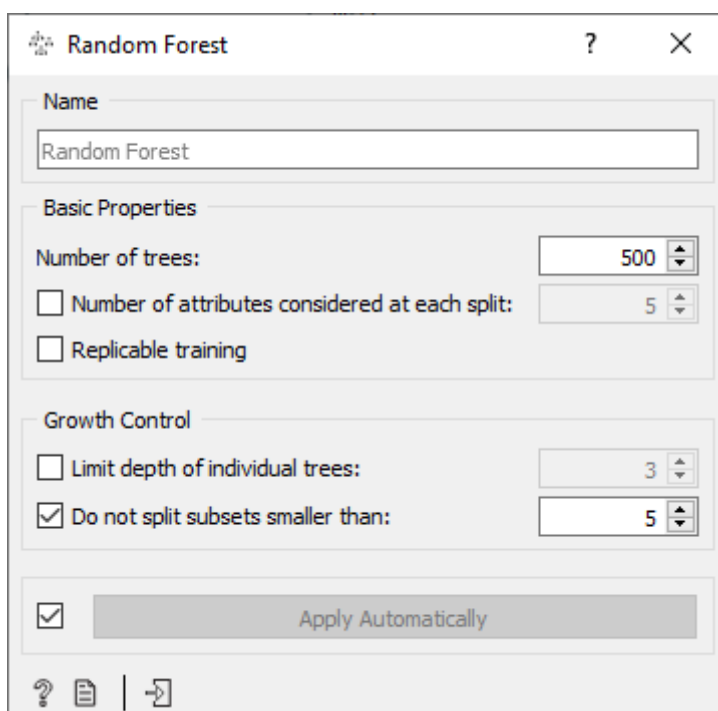 Random Forest ? ×
Name
Random Forest
Basic Properties
Number of trees: 500
Number of attributes considered at each split: 5
Replicable training
Growth Control
Limit depth of individual trees: 3
Do not split subsets smaller than: 5
Apply Automatically
?